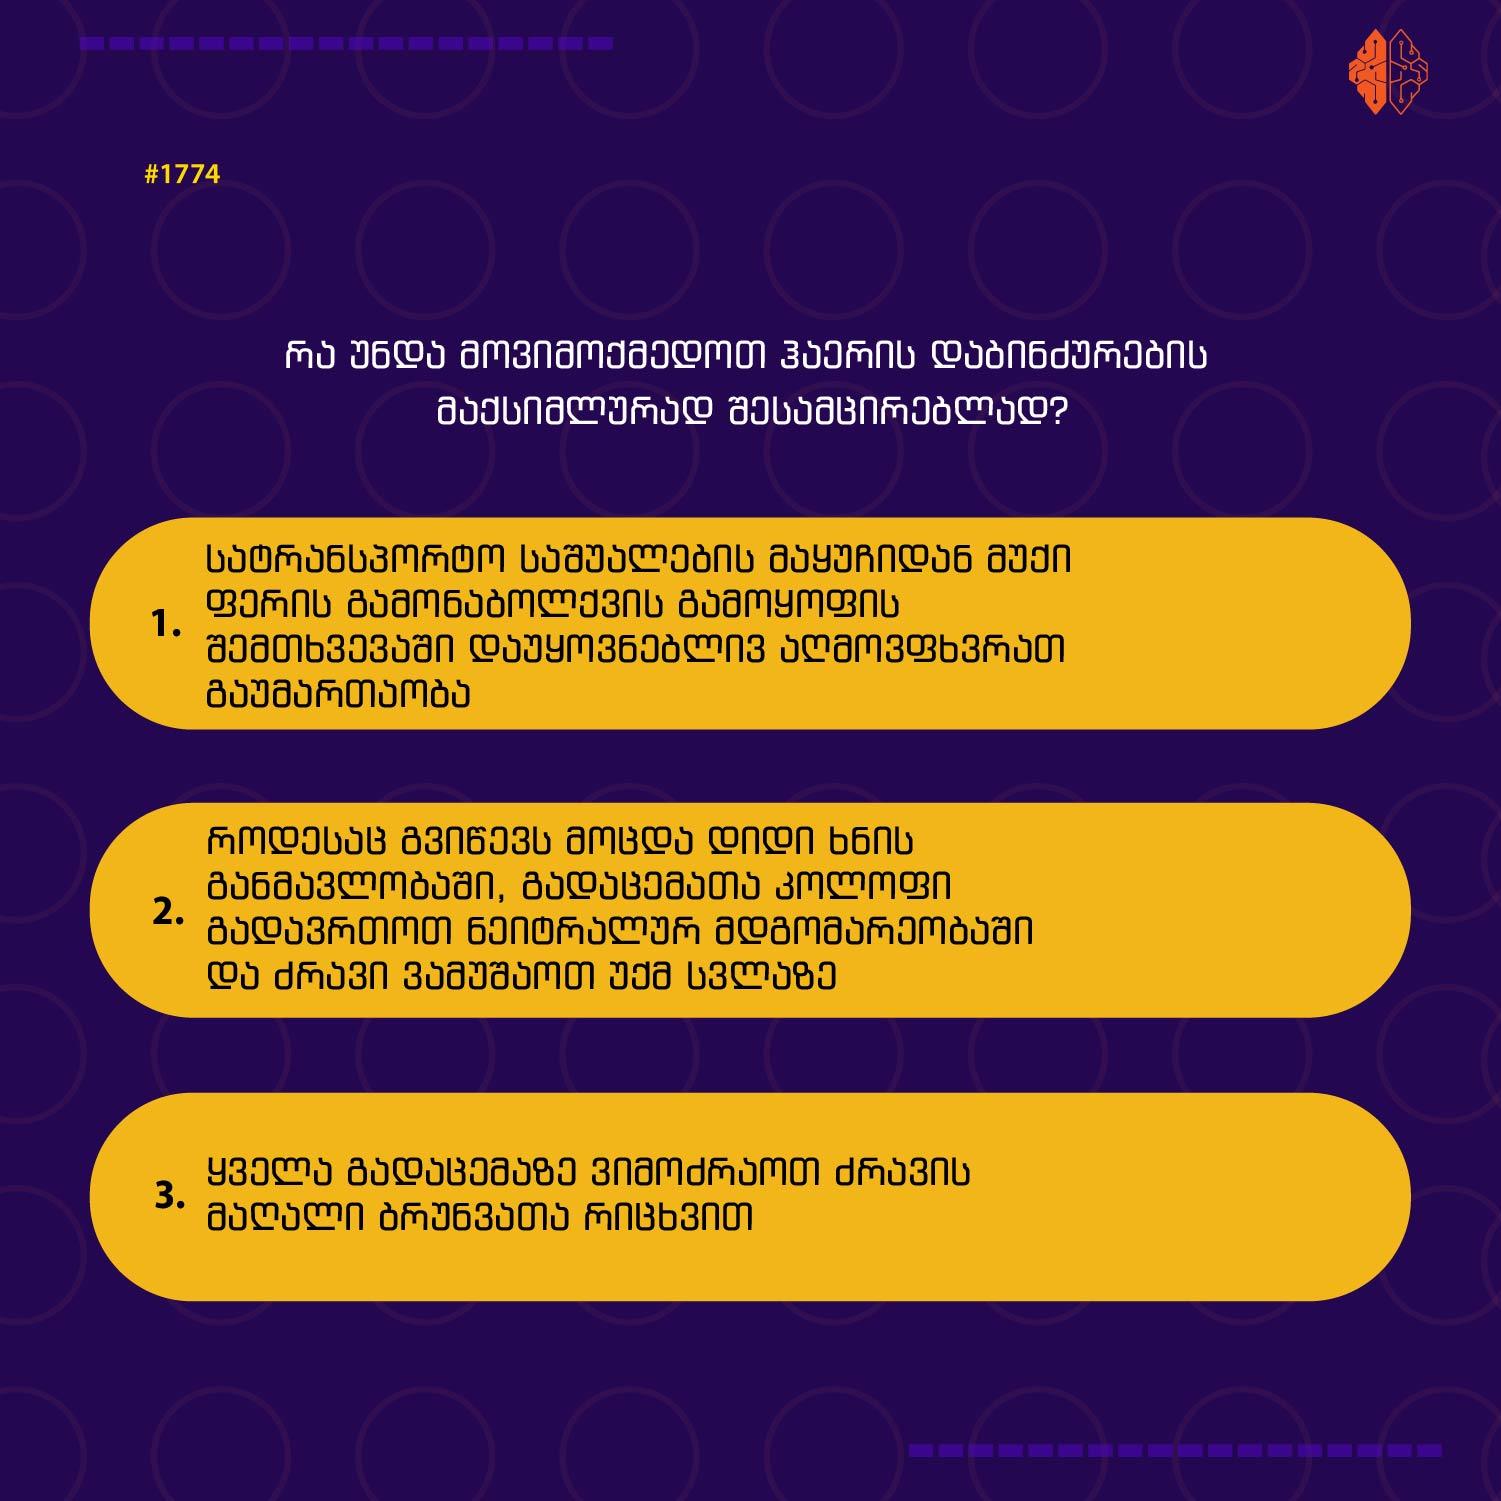 #1774
რა უნდა მოვიმოქმედოთ ჰაერის დაბინძურების
მაქსიმლურად შესამცირებლად?
1.
სატრანსპორტო საშუალების მაყუჩიდან მუქი
ფერის გამონაბოლქვის გამოყოფის
შემთხვევაში დაუყოვნებლივ აღმოვფხვრათ
გაუმართაობა
2.
როდესაც გვიწევს მოცდა დიდი ხნის
განმავლობაში, გადაცემათა კოლოფი
გადავრთოთ ნეიტრალურ მდგომარეობაში
და ძრავი ვამუშაოთ უქმ სვლაზე
3.
ყველა გადაცემაზე ვიმოძრაოთ ძრავის
მაღალი ბრუნვათა რიცხვით